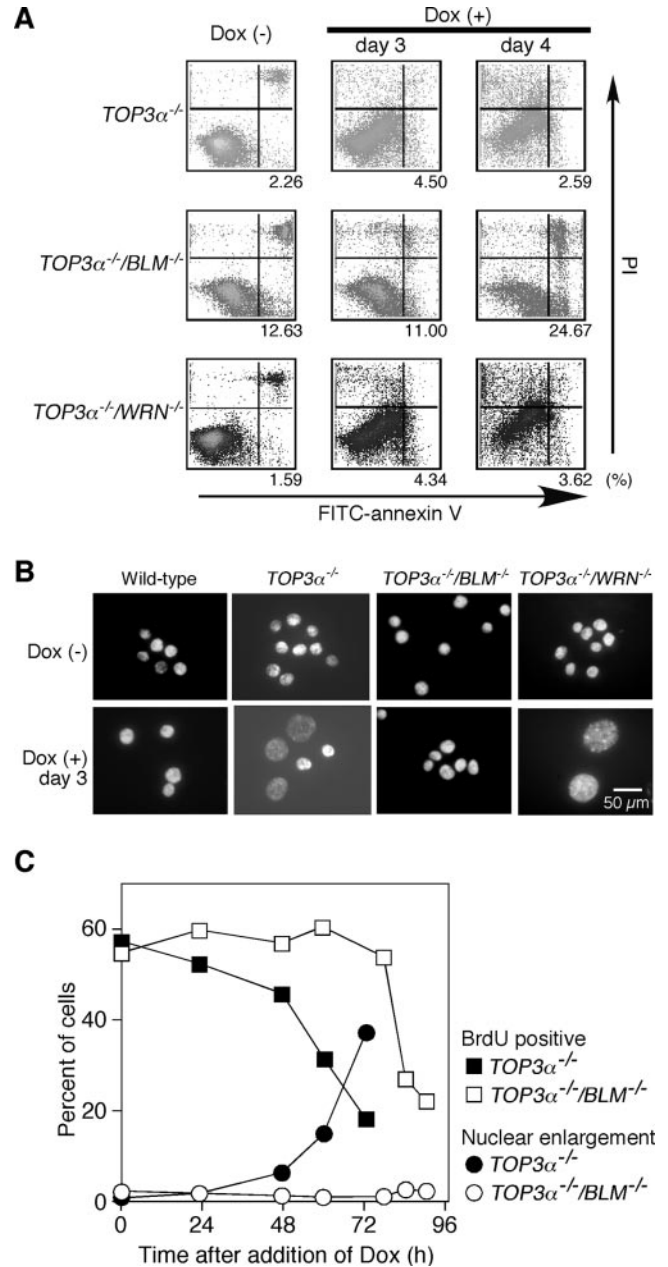 A
Dox (-)
Dox (+)
day 3
day 4
TOP3α-/-
2.26
4.50
2.59
TOP3α-/-/BLM-/-
12.63
11.00
24.67
TOP3α-/-/WRN-/-
1.59
4.34
3.62
(%)
PI
FITC-annexin V
B
Wild-type
TOP3α-/-
TOP3α-/-/BLM-/-
TOP3α-/-/WRN-/-
Dox (-)
Dox (+)
day 3
50 µm
C
Percent of cells
60
40
20
0
0 24 48 72 96
Time after addition of Dox (h)
BrdU positive
TOP3α-/-
TOP3α-/-/BLM-/-
Nuclear enlargement
TOP3α-/-
TOP3α-/-/BLM-/-